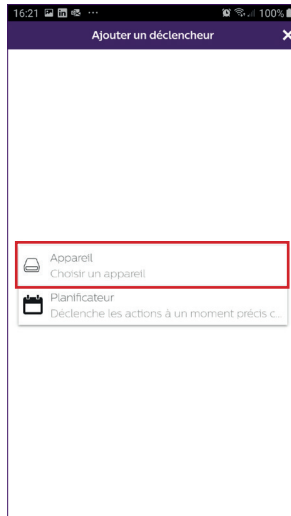 16:21 ... 100%
Ajouter un déclencheur ×
Appareil
Choisir un appareil
Planificateur
Déclenche les actions à un moment précis c...